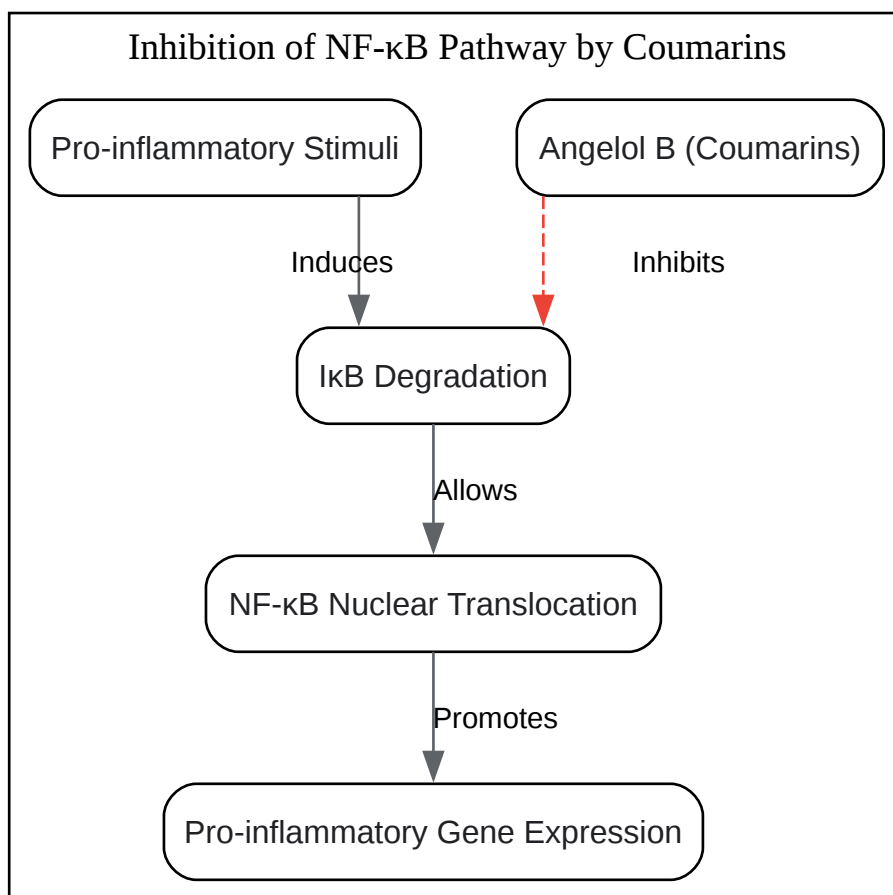 Inhibition of NF-κB Pathway by Coumarins
Pro-inflammatory Stimuli
Angelol B (Coumarins)
Induces
Inhibits
IκB Degradation
Allows
NF-κB Nuclear Translocation
Promotes
Pro-inflammatory Gene Expression